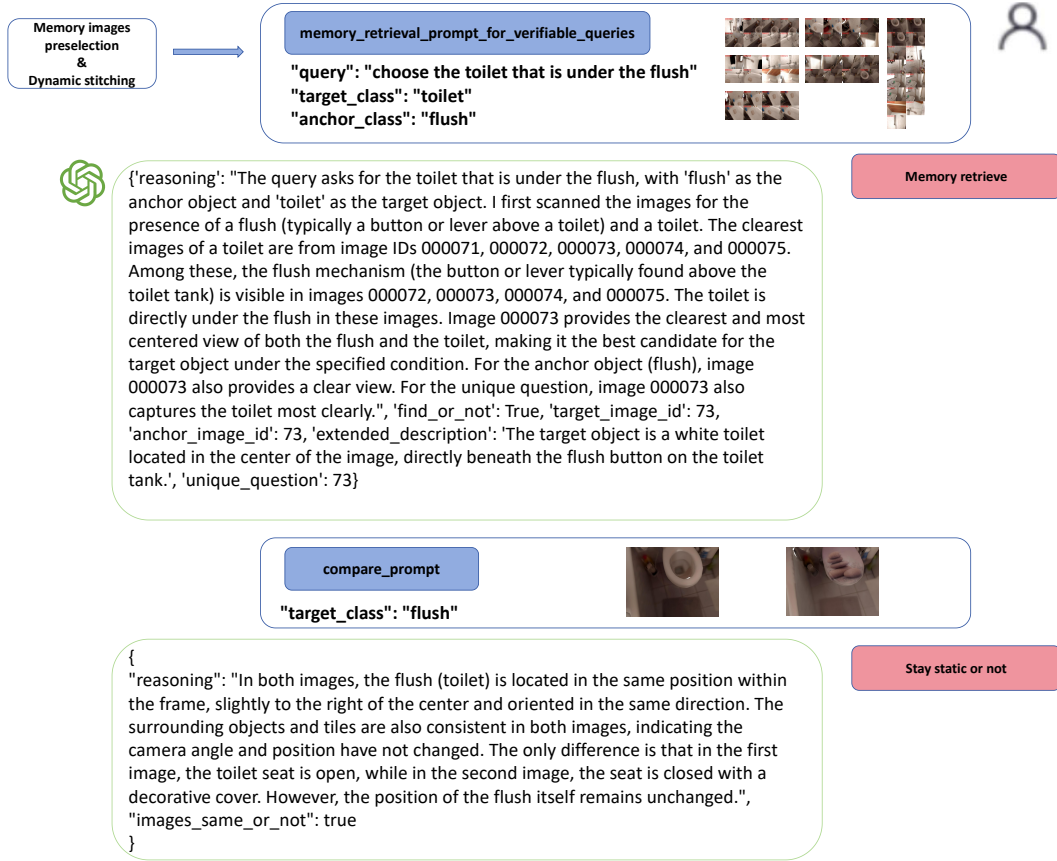 Memory images
preselection
&
Dynamic stitching
memory_retrieval_prompt_for_verifiable_queries
"query": "choose the toilet that is under the flush"
"target_class": "toilet"
"anchor_class": "flush"
Memory retrieve
{'reasoning': "The query asks for the toilet that is under the flush, with 'flush' as the
anchor object and 'toilet' as the target object. I first scanned the images for the
presence of a flush (typically a button or lever above a toilet) and a toilet. The clearest
images of a toilet are from image IDs 000071, 000072, 000073, 000074, and 000075.
Among these, the flush mechanism (the button or lever typically found above the
toilet tank) is visible in images 000072, 000073, 000074, and 000075. The toilet is
directly under the flush in these images. Image 000073 provides the clearest and most
centered view of both the flush and the toilet, making it the best candidate for the
target object under the specified condition. For the anchor object (flush), image
000073 also provides a clear view. For the unique question, image 000073 also
captures the toilet most clearly.", 'find_or_not': True, 'target_image_id': 73,
'anchor_image_id': 73, 'extended_description': 'The target object is a white toilet
located in the center of the image, directly beneath the flush button on the toilet
tank.', 'unique_question': 73}
compare_prompt
"target_class": "flush"
Stay static or not
{
"reasoning": "In both images, the flush (toilet) is located in the same position within
the frame, slightly to the right of the center and oriented in the same direction. The
surrounding objects and tiles are also consistent in both images, indicating the
camera angle and position have not changed. The only difference is that in the first
image, the toilet seat is open, while in the second image, the seat is closed with a
decorative cover. However, the position of the flush itself remains unchanged.",
"images_same_or_not": true
}